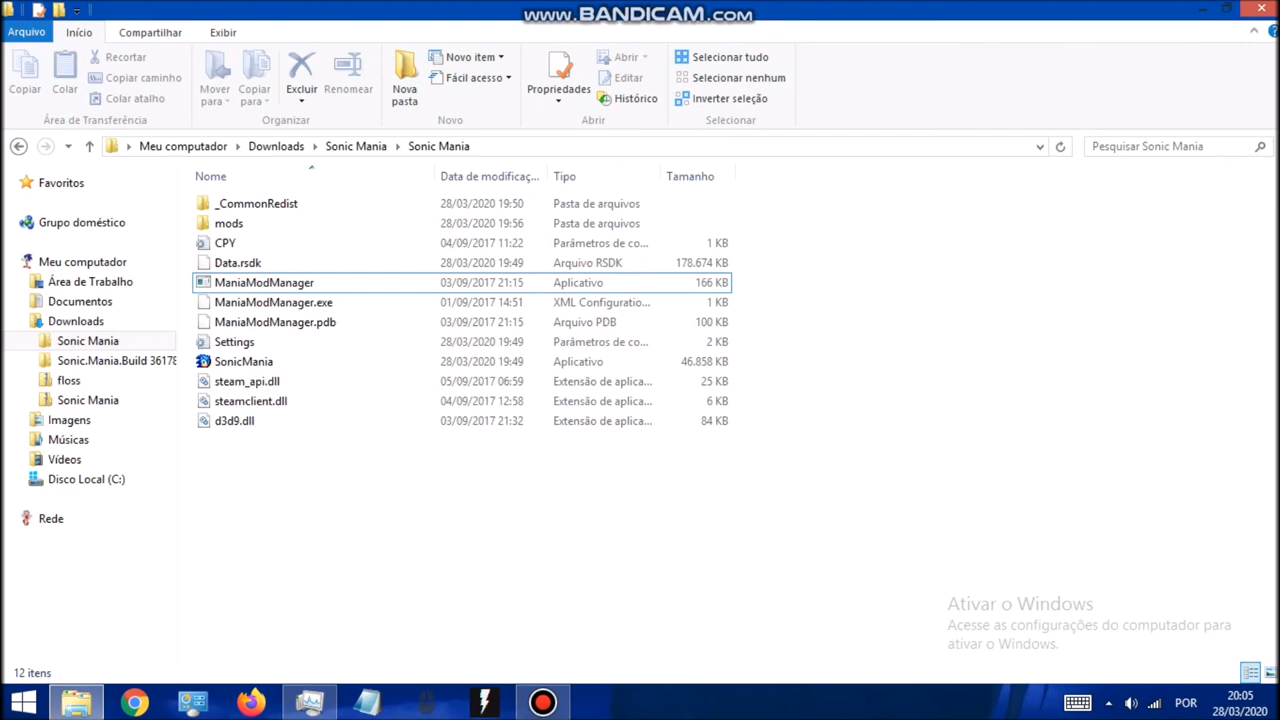 www.BANDICAM.com
Arquivo Início Compartilhar Exibir
Copiar
Colar
Recortar
Copiar caminho
Colar atalho
Área de Transferência
Mover para
Copiar para
Excluir
Renomear
Organizar
Nova pasta
Novo item
Fácil acesso
Novo
Propriedades
Abrir
Editar
Histórico
Abrir
Selecionar tudo
Selecionar nenhum
Inverter seleção
Selecionar
Meu computador Downloads Sonic Mania Sonic Mania
Pesquisar Sonic Mania
Favoritos
Grupo doméstico
Meu computador
Área de Trabalho
Documentos
Downloads
Sonic Mania
Sonic.Mania.Build 36178
floss
Sonic Mania
Imagens
Músicas
Vídeos
Disco Local (C:)
Rede
Nome Data de modificaç... Tipo Tamanho
_CommonRedist 28/03/2020 19:50 Pasta de arquivos
mods 28/03/2020 19:56 Pasta de arquivos
CPY 04/09/2017 11:22 Parâmetros de co... 1 KB
Data.rsdk 28/03/2020 19:49 Arquivo RSDK 178.674 KB
ManiaModManager 03/09/2017 21:15 Aplicativo 166 KB
ManiaModManager.exe 01/09/2017 14:51 XML Configuratio... 1 KB
ManiaModManager.pdb 03/09/2017 21:15 Arquivo PDB 100 KB
Settings 28/03/2020 19:49 Parâmetros de co... 2 KB
SonicMania 28/03/2020 19:49 Aplicativo 46.858 KB
steam_api.dll 05/09/2017 06:59 Extensão de aplica... 25 KB
steamclient.dll 04/09/2017 12:58 Extensão de aplica... 6 KB
d3d9.dll 03/09/2017 21:32 Extensão de aplica... 84 KB
Ativar o Windows
Acesse as configurações do computador para
ativar o Windows.
12 itens
POR
20:05
28/03/2020